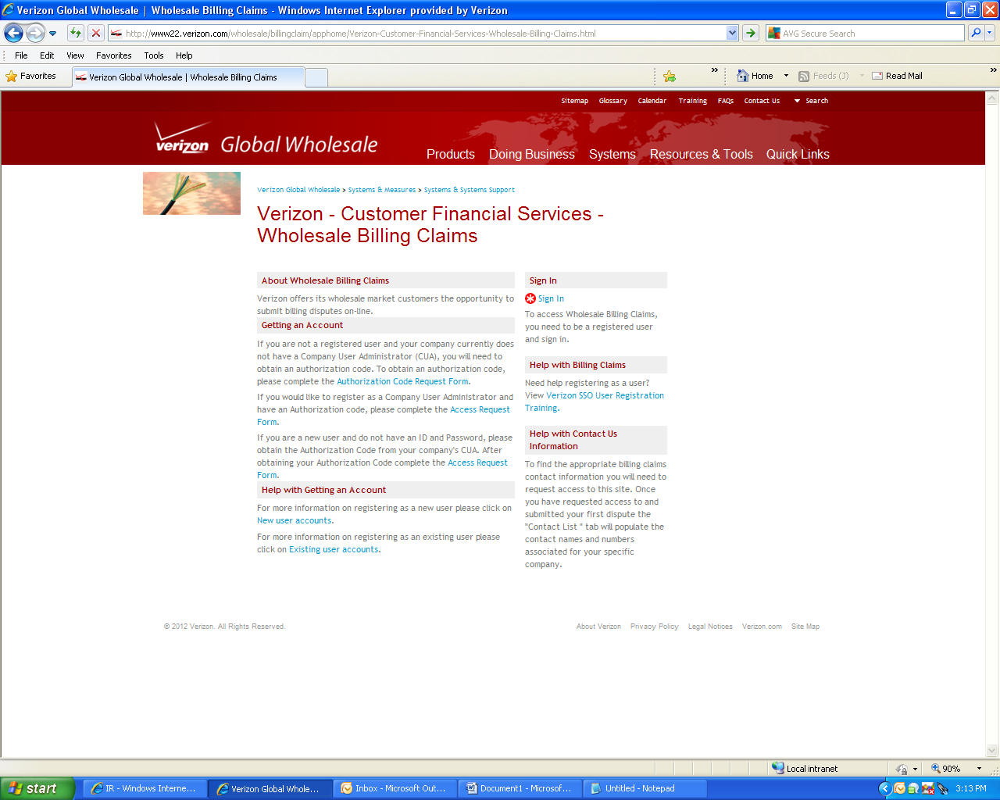 Verizon Global Wholesale | Wholesale Billing Claims - Windows Internet Explorer provided by Verizon
http://www22.verizon.com/wholesale/billingclaim/apphome/Verizon-Customer-Financial-Services-Wholesale-Billing-Claims.html
AVG Secure Search
File Edit View Favorites Tools Help
Favorites
Verizon Global Wholesale | Wholesale Billing Claims
» Home Feeds (J) Read Mail »
Sitemap Glossary Calendar Training FAQs Contact Us Search
verizon Global Wholesale
Products Doing Business Systems Resources & Tools Quick Links
Verizon Global Wholesale > Systems & Measures > Systems & Systems Support
Verizon - Customer Financial Services -
Wholesale Billing Claims
About Wholesale Billing Claims
Verizon offers its wholesale market customers the opportunity to
submit billing disputes on-line.
Getting an Account
If you are not a registered user and your company currently does
not have a Company User Administrator (CUA), you will need to
obtain an authorization code. To obtain an authorization code,
please complete the Authorization Code Request Form.
If you would like to register as a Company User Administrator and
have an Authorization code, please complete the Access Request
Form.
If you are a new user and do not have an ID and Password, please
obtain the Authorization Code from your company's CUA. After
obtaining your Authorization Code complete the Access Request
Form.
Help with Getting an Account
For more information on registering as a new user please click on
New user accounts.
For more information on registering as an existing user please
click on Existing user accounts.
Sign In
Sign In
To access Wholesale Billing Claims,
you need to be a registered user
and sign in.
Help with Billing Claims
Need help registering as a user?
View Verizon SSO User Registration
Training.
Help with Contact Us
Information
To find the appropriate billing claims
contact information you will need to
request access to this site. Once
you have requested access to and
submitted your first dispute the
"Contact List " tab will populate the
contact names and numbers
associated for your specific
company.
© 2012 Verizon. All Rights Reserved.
About Verizon Privacy Policy Legal Notices Verizon.com Site Map
Local intranet
90%
start
IR - Windows Interne...
Verizon Global Whole...
Inbox - Microsoft Out...
Document1 - Microsof...
Untitled - Notepad
3:13 PM